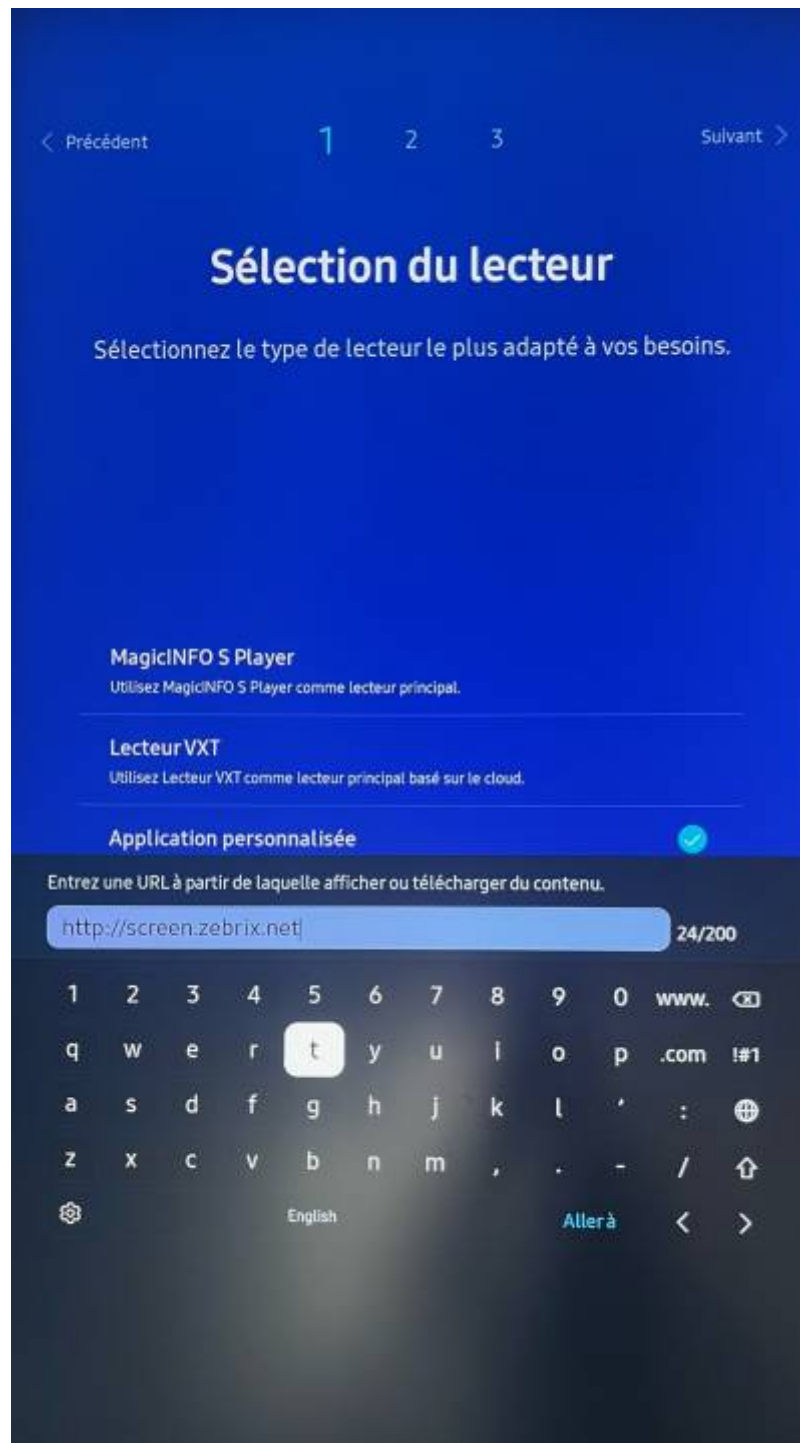 < Précédent 1 2 3 Suivant >
Sélection du lecteur
Sélectionnez le type de lecteur le plus adapté à vos besoins.
MagicINFO S Player
Utilisez MagicINFO S Player comme lecteur principal.
Lecteur VXT
Utilisez Lecteur VXT comme lecteur principal basé sur le cloud.
Application personnalisée
Entrez une URL à partir de laquelle afficher ou télécharger du contenu.
http://screen.zebrix.net 24/200
1 2 3 4 5 6 7 8 9 0 www.
q w e r t y u i o p .com !#1
a s d f g h j k l ' :
z x c v b n m , . - /
English Aller à < >